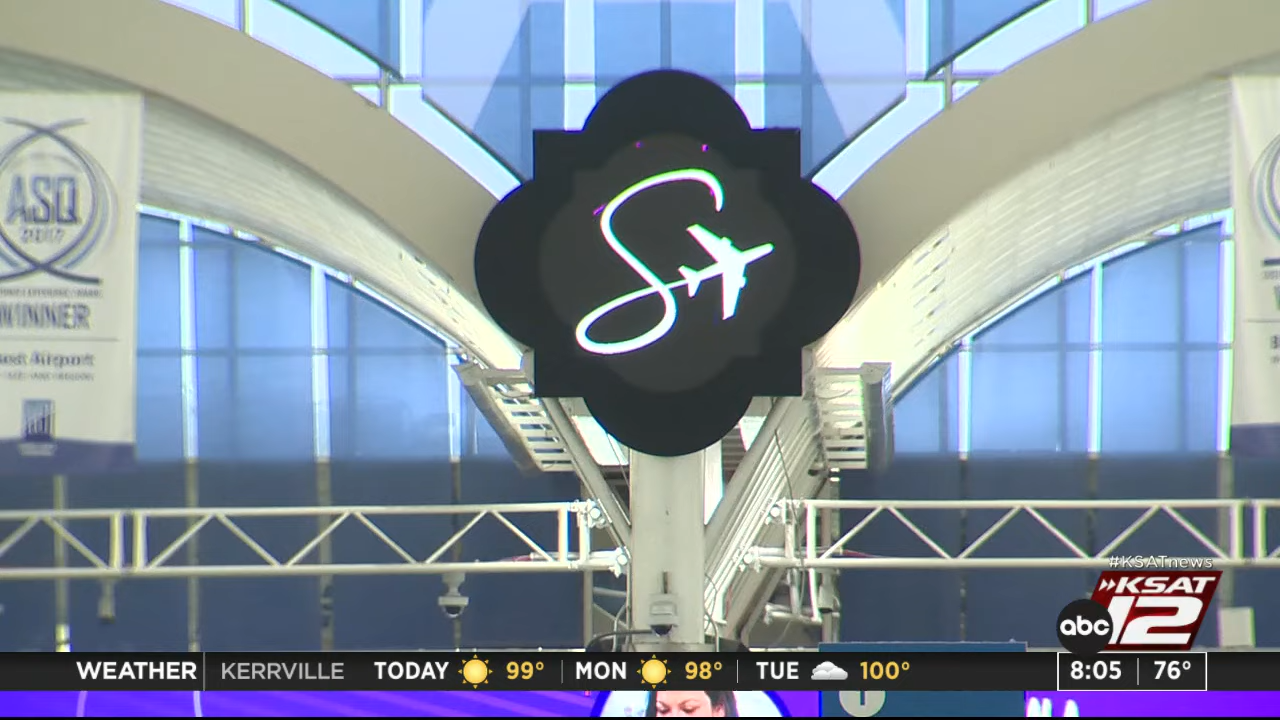 ASQ
2017
WINNER
Best Airport
S
#KSATnews
KSAT
12
abc
WEATHER KERRVILLE TODAY 99° MON 98° TUE 100° 8:05 76°